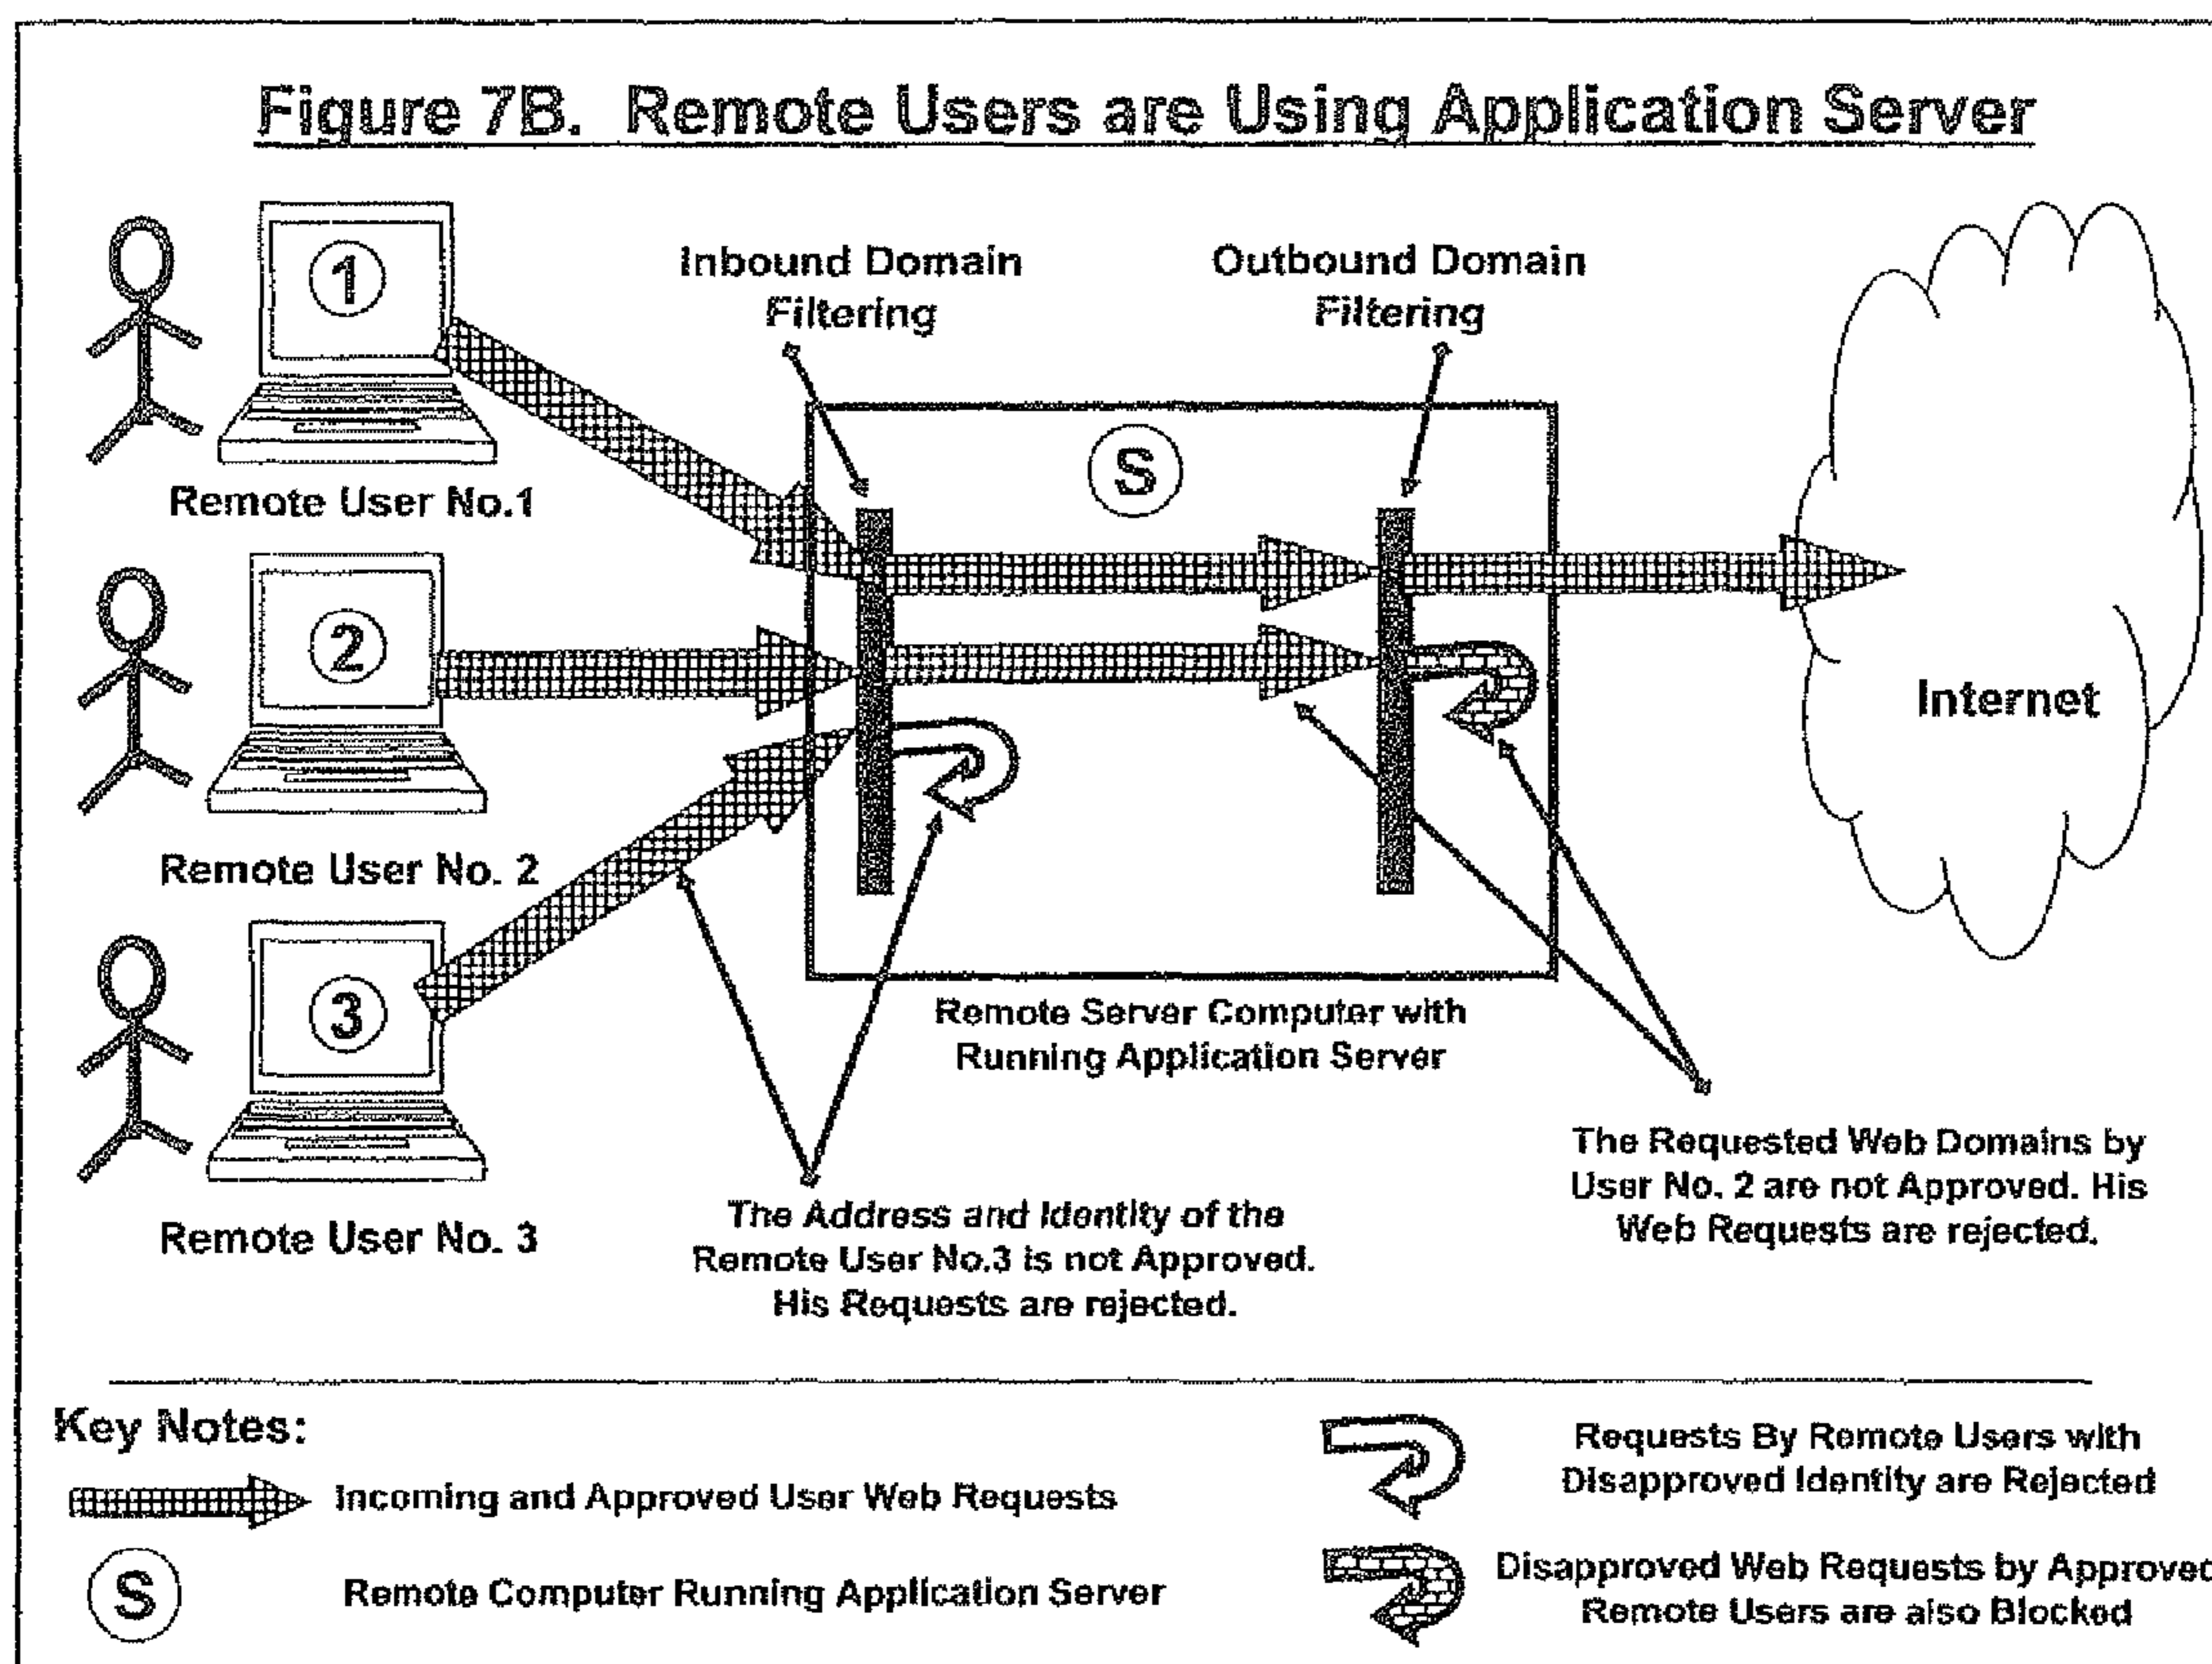 Figure 7B. Remote Users are Using Application Server
1
Inbound Domain
Filtering
Outbound Domain
Filtering
S
Remote User No.1
2
Internet
Remote User No. 2
3
Remote Server Computer with
Running Application Server
Remote User No. 3
The Address and Identity of the
Remote User No.3 is not Approved.
His Requests are rejected.
The Requested Web Domains by
User No. 2 are not Approved. His
Web Requests are rejected.
Key Notes:
Incoming and Approved User Web Requests
S
Remote Computer Running Application Server
Requests By Remote Users with
Disapproved Identity are Rejected
Disapproved Web Requests by Approved
Remote Users are also Blocked